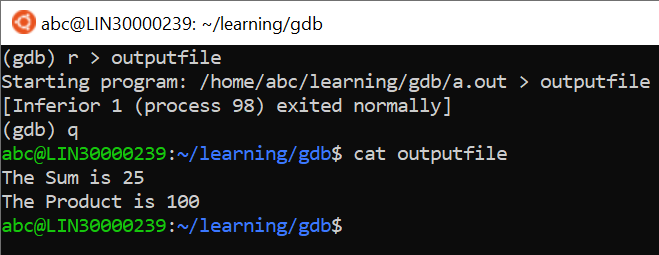 abc@LIN30000239: ~/learning/gdb
(gdb) r > outputfile
Starting program: /home/abc/learning/gdb/a.out > outputfile
[Inferior 1 (process 98) exited normally]
(gdb) q
abc@LIN30000239:~/learning/gdb$ cat outputfile
The Sum is 25
The Product is 100
abc@LIN30000239:~/learning/gdb$